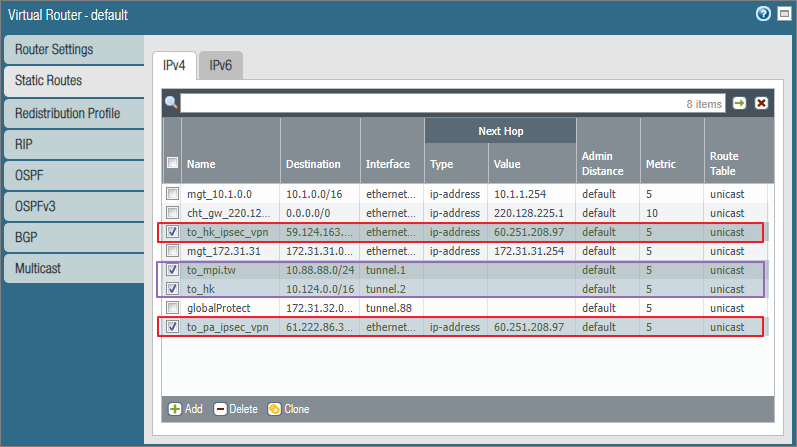 Virtual Router - default
Router Settings
Static Routes
Redistribution Profile
RIP
OSPF
OSPFv3
BGP
Multicast
IPv4 IPv6
8 items
Next Hop
Name Destination Interface Type Value Admin Distance Metric Route Table
mgt_10.1.0.0 10.1.0.0/16 ethernet... ip-address 10.1.1.254 default 5 unicast
cht_gw_220.12... 0.0.0.0/0 ethernet... ip-address 220.128.225.1 default 10 unicast
to_hk_ipsec_vpn 59.124.163.... ethernet... ip-address 60.251.208.97 default 5 unicast
mgt_172.31.31 172.31.31.0... ethernet... ip-address 172.31.31.254 default 5 unicast
to_mpi.tw 10.88.88.0/24 tunnel.1 default 5 unicast
to_hk 10.124.0.0/16 tunnel.2 default 5 unicast
globalProtect 172.31.32.0... tunnel.88 default 5 unicast
to_pa_ipsec_vpn 61.222.86.3... ethernet... ip-address 60.251.208.97 default 5 unicast
Add Delete Clone